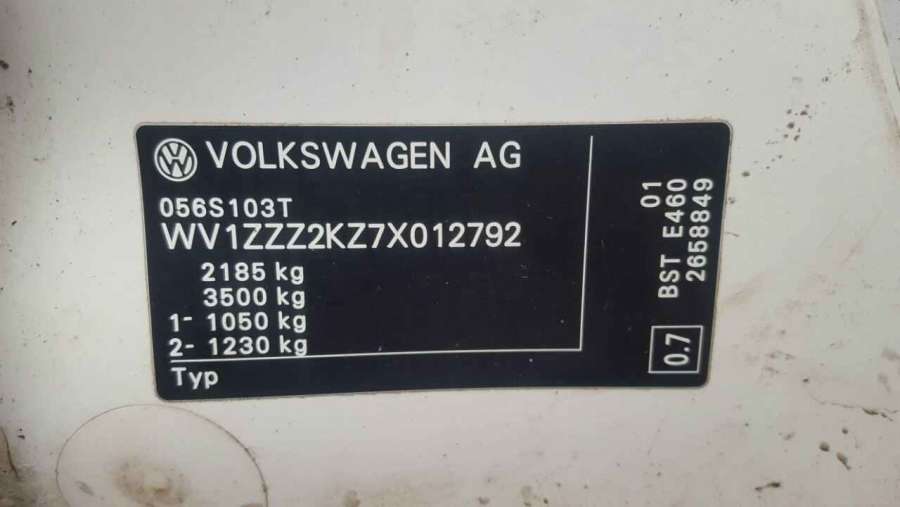 VOLKSWAGEN AG
056S103T
WV1ZZZ2KZ7X012792
2185 kg
3500 kg
1- 1050 kg
2- 1230 kg
Typ
01
BST E460
2658849
0.7